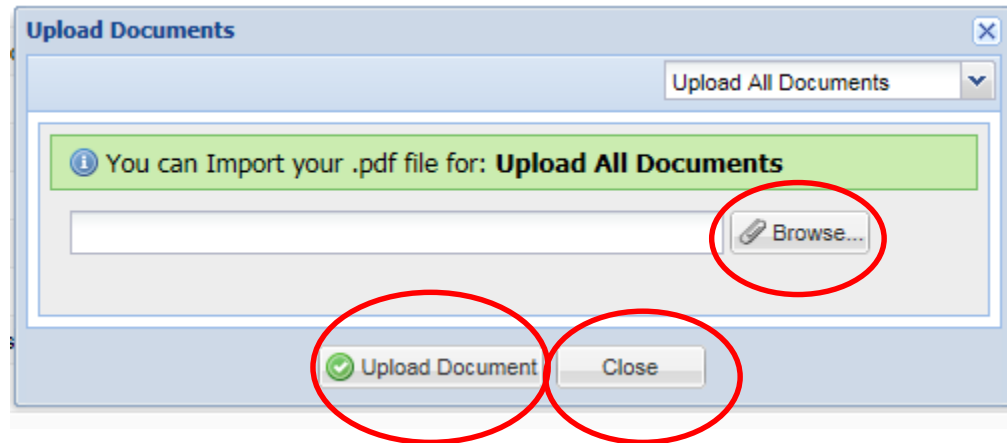 Upload Documents
Upload All Documents
You can Import your .pdf file for: Upload All Documents
Browse...
Upload Document
Close